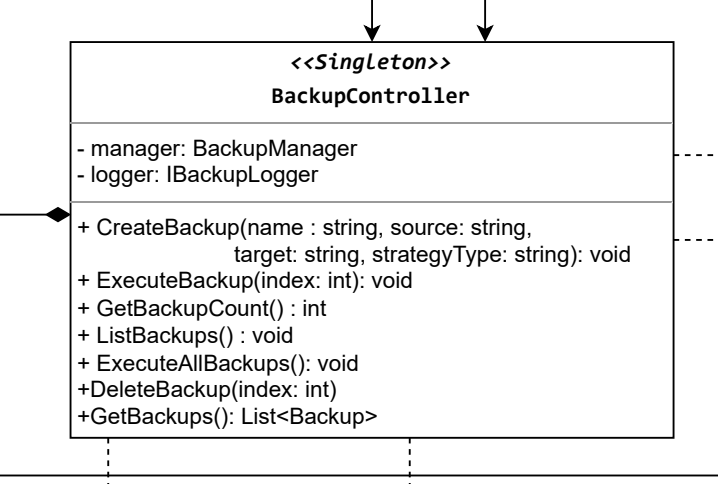 <<Singleton>>
BackupController
- manager: BackupManager
- logger: IBackupLogger
+ CreateBackup(name : string, source: string,
target: string, strategyType: string): void
+ ExecuteBackup(index: int): void
+ GetBackupCount() : int
+ ListBackups() : void
+ ExecuteAllBackups(): void
+DeleteBackup(index: int)
+GetBackups(): List<Backup>